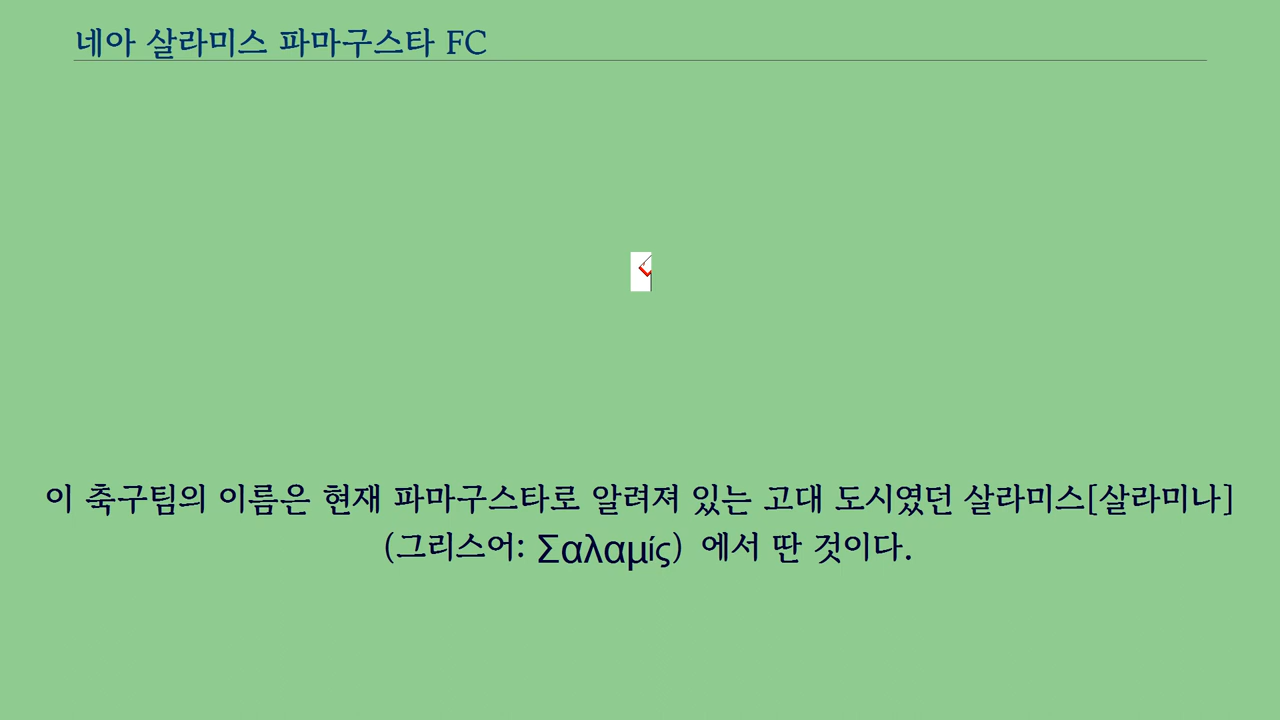 네아 살라미스 파마구스타 FC
이 축구팀의 이름은 현재 파마구스타로 알려져 있는 고대 도시였던 살라미스[살라미나]
(그리스어: Σαλαμίς) 에서 딴 것이다.